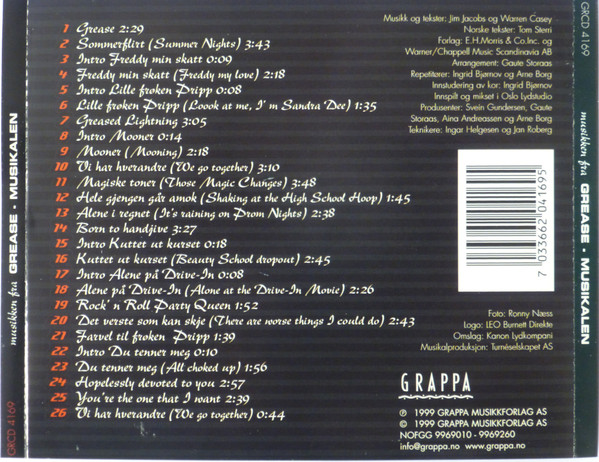 GRCD 4169
musikken fra GREASE • MUSIKALEN
1 Grease 2:29
2 Sommerflirt (Summer Nights) 3:43
3 Intro Freddy min skatt 0:09
4 Freddy min skatt (Freddy my love) 2:18
5 Intro Lille frøken Pripp 0:08
6 Lille frøken Pripp (Loook at me, I'm Sandra Dee) 1:35
7 Greased Lightning 3:05
8 Intro Mooner 0:14
9 Mooner (Mooning) 2:18
10 Vi har hverandre (We go together) 3:10
11 Magiske toner (Those Magic Changes) 3:48
12 Hele gjengen går amok (Shaking at the High School Hoop) 1:45
13 Alene i regnet (It's raining on Prom Nights) 2:38
14 Born to handjive 3:27
15 Intro Kuttet ut kurset 0:18
16 Kuttet ut kurset (Beauty School dropout) 2:45
17 Intro Alene på Drive-In 0:08
18 Alene på Drive-In (Alone at the Drive-In Movie) 2:26
19 Rock'n'Roll Party Queen 1:52
20 Det verste som kan skje (There are worse things I could do) 2:43
21 Farvel til frøken Pripp 1:39
22 Intro Du tenner meg 0:10
23 Du tenner meg (All choked up) 1:56
24 Hopelessly devoted to you 2:57
25 You're the one that I want 2:39
26 Vi har hverandre (We go together) 0:44
Musikk og tekster: Jim Jacobs og Warren Casey
Norske tekster: Tom Sterri
Forlag: E.H.Morris & Co.Inc. og
Warner/Chappell Music Scandinavia AB
Arrangement: Gaute Storaas
Repetitører: Ingrid Bjørnov og Arne Borg
Innstudering av kor: Ingrid Bjørnov
Innspilt og mikset i Oslo Lydstudio
Produsenter: Svein Gundersen, Gaute
Storaas, Aina Andreassen og Arne Borg
Teknikere: Ingar Helgesen og Jan Roberg
7 033662 041695
Foto: Ronny Næss
Logo: LEO Burnett Direkte
Omslag: Kanon Lydkompani
Musikalproduksjon: Turnéselskapet AS
GRAPPA
℗ 1999 GRAPPA MUSIKKFORLAG AS
© 1999 GRAPPA MUSIKKFORLAG AS
NOFGG 9969010 - 9969260
info@grappa.no www.grappa.no
GRCD 4169
musikken fra GREASE • MUSIKALEN